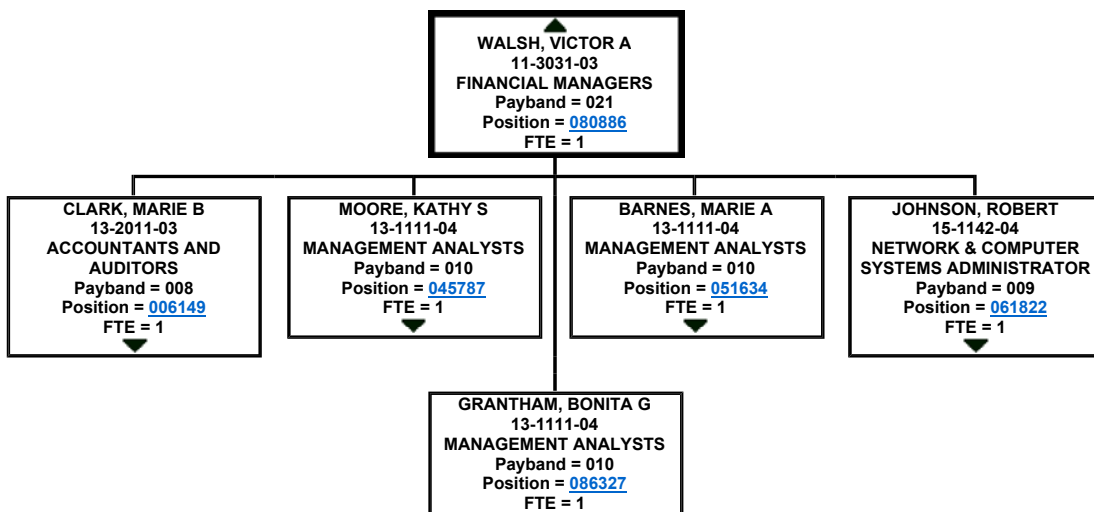 WALSH, VICTOR A
11-3031-03
FINANCIAL MANAGERS
Payband = 021
Position = 080886
FTE = 1
CLARK, MARIE B
13-2011-03
ACCOUNTANTS AND
AUDITORS
Payband = 008
Position = 006149
FTE = 1
MOORE, KATHY S
13-1111-04
MANAGEMENT ANALYSTS
Payband = 010
Position = 045787
FTE = 1
BARNES, MARIE A
13-1111-04
MANAGEMENT ANALYSTS
Payband = 010
Position = 051634
FTE = 1
JOHNSON, ROBERT
15-1142-04
NETWORK & COMPUTER
SYSTEMS ADMINISTRATOR
Payband = 009
Position = 061822
FTE = 1
GRANTHAM, BONITA G
13-1111-04
MANAGEMENT ANALYSTS
Payband = 010
Position = 086327
FTE = 1